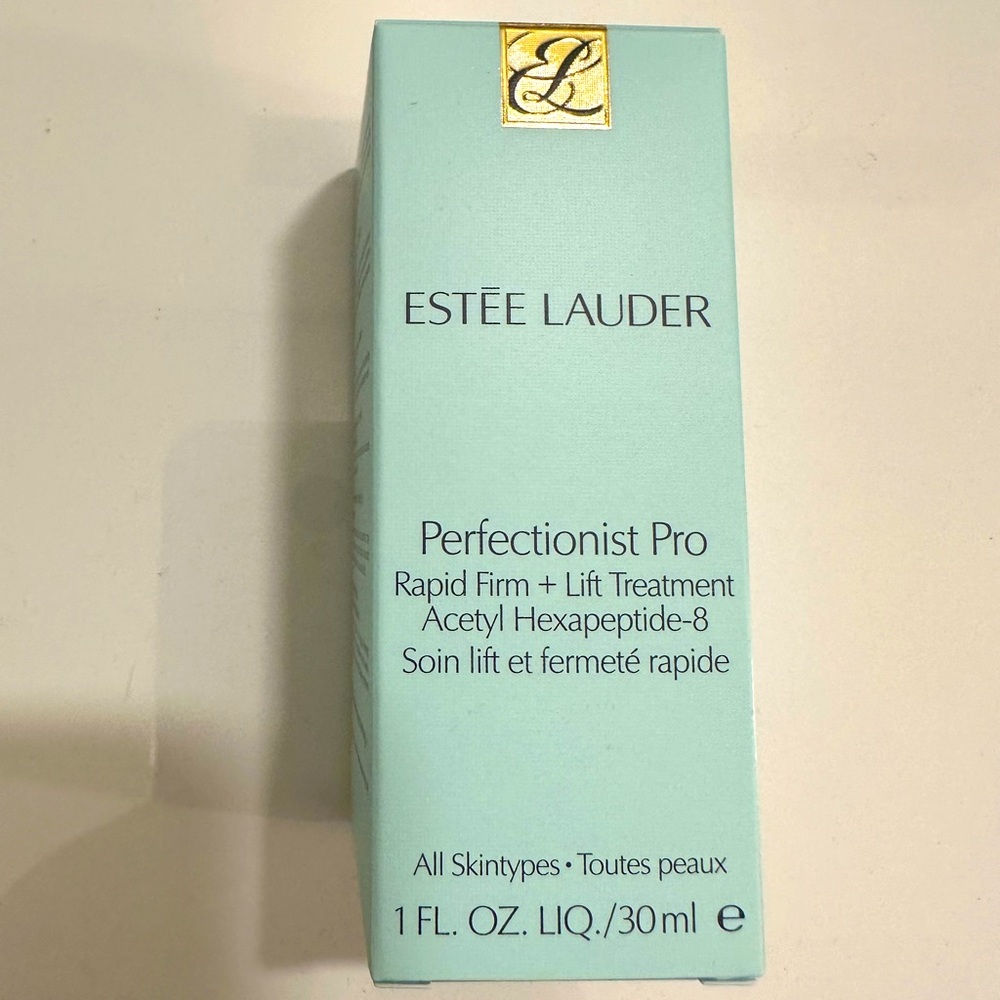 EL
ESTĒE LAUDER
Perfectionist Pro
Rapid Firm + Lift Treatment
Acetyl Hexapeptide-8
Soin lift et fermeté rapide
All Skintypes • Toutes peaux
1 FL. OZ. LIQ./30ml ℮